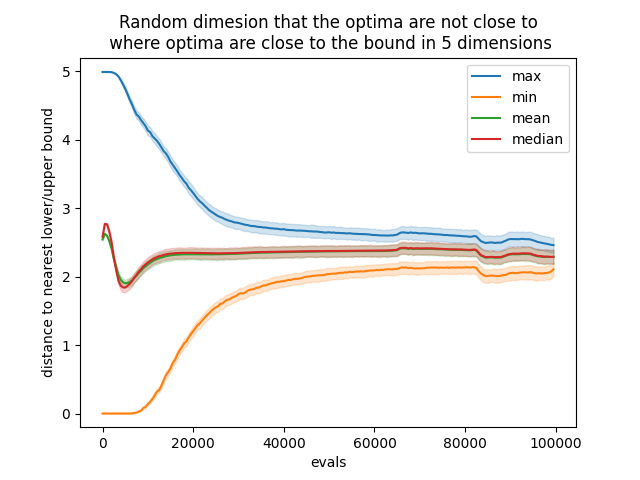 Random dimesion that the optima are not close to
where optima are close to the bound in 5 dimensions
max
min
mean
median
distance to nearest lower/upper bound
5
4
3
2
1
0
0
20000
40000
60000
80000
100000
evals